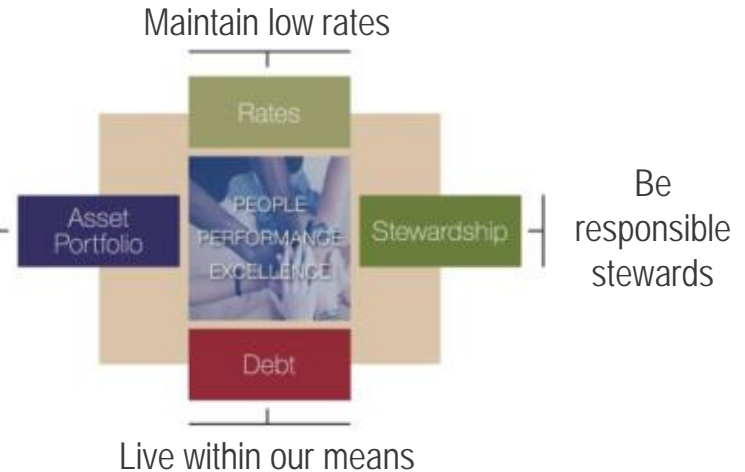 Maintain low rates
Rates
Asset
Portfolio
PEOPLE
PERFORMANCE
EXCELLENCE
Stewardship
Be
responsible
stewards
Debt
Live within our means